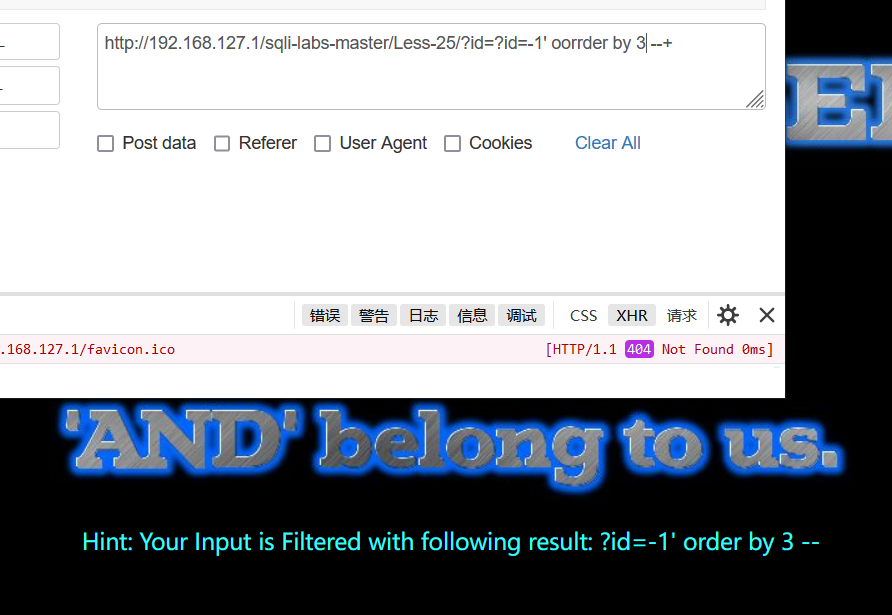 http://192.168.127.1/sqli-labs-master/Less-25/?id=?id=-1' oorrder by 3 --+
Post data Referer User Agent Cookies Clear All
错误 警告 日志 信息 调试 CSS XHR 请求
.168.127.1/favicon.ico [HTTP/1.1 404 Not Found 0ms]
'AND' belong to us.
Hint: Your Input is Filtered with following result: ?id=-1' order by 3 --